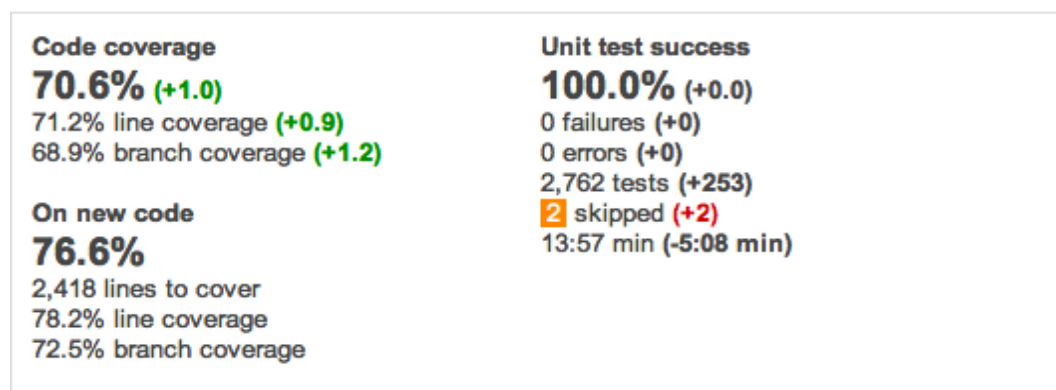 Code coverage
70.6% (+1.0)
71.2% line coverage (+0.9)
68.9% branch coverage (+1.2)
On new code
76.6%
2,418 lines to cover
78.2% line coverage
72.5% branch coverage
Unit test success
100.0% (+0.0)
0 failures (+0)
0 errors (+0)
2,762 tests (+253)
2 skipped (+2)
13:57 min (-5:08 min)